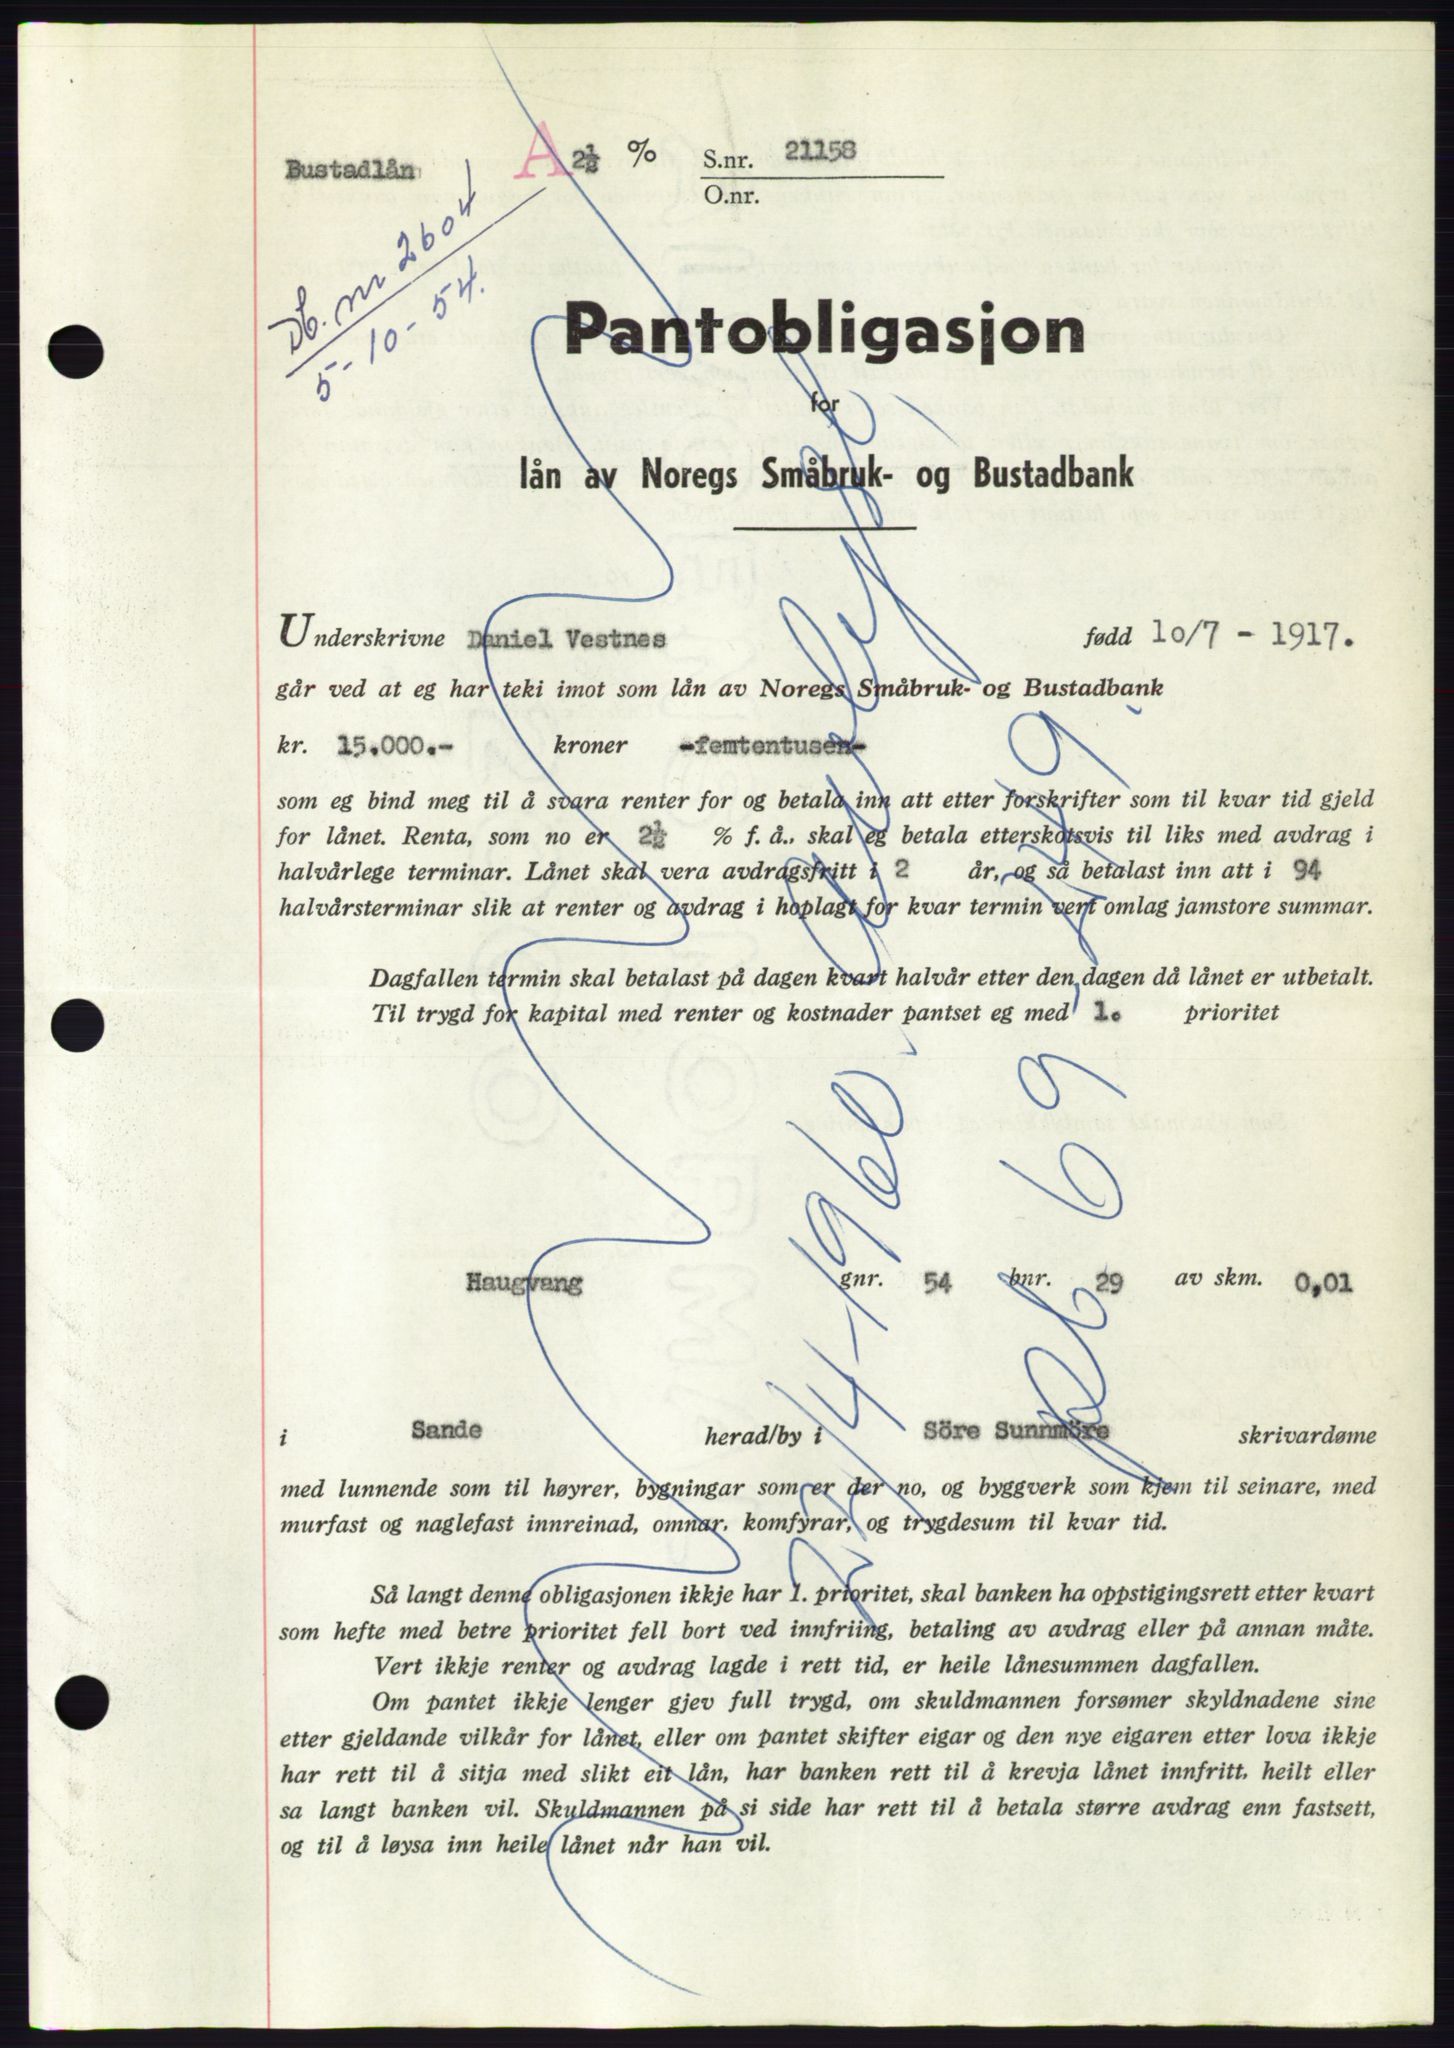 Bustadlån A 2½ % S.nr. 21158
O.nr.
Db. nr 2604
5-10-54.
Pantobligasjon
for
lån av Noregs Småbruk- og Bustadbank
Underskrivne Daniel Vestnes født 10/7 - 1917.
går ved at eg har teki imot som lån av Noregs Småbruk- og Bustadbank
kr. 15.000.- kroner -femtentusen-
som eg bind meg til å svara renter for og betala inn att etter forskrifter som til kvar tid gjeld
for lånet. Renta, som no er 2½ % f. å., skal eg betala etterskotsvis til liks med avdrag i
halvårlege terminar. Lånet skal vera avdragsfritt i 2 år, og så betalast inn att i 94
halvårsterminar slik at renter og avdrag i hoplagt for kvar termin vert omlag jamstore summar.
Dagfallen termin skal betalast på dagen kvart halvår etter den dagen då lånet er utbetalt.
Til trygd for kapital med renter og kostnader pantset eg med 1. prioritet
Haugvang gnr. 54 bnr. 29 av skm. 0,01
i Sande herad/by i Söre Sunnmöre skrivardøme
med lunnende som til høyrer, bygningar som er der no, og byggverk som kjem til seinare, med
murfast og naglefast innreinad, omnar, komfyrar, og trygdesum til kvar tid.
Så langt denne obligasjonen ikkje har 1. prioritet, skal banken ha oppstigingsrett etter kvart
som hefte med betre prioritet fell bort ved innfriing, betaling av avdrag eller på annan måte.
Vert ikkje renter og avdrag lagde i rett tid, er heile lånesummen dagfallen.
Om pantet ikkje lenger gjev full trygd, om skuldmannen forsømer skyldnadene sine
etter gjeldande vilkår for lånet, eller om pantet skifter eigar og den nye eigaren etter lova ikkje
har rett til å sitja med slikt eit lån, har banken rett til å krevja lånet innfritt, heilt eller
sa langt banken vil. Skuldmannen på si side har rett til å betala større avdrag enn fastsett,
og til å løysa inn heile lånet når han vil.